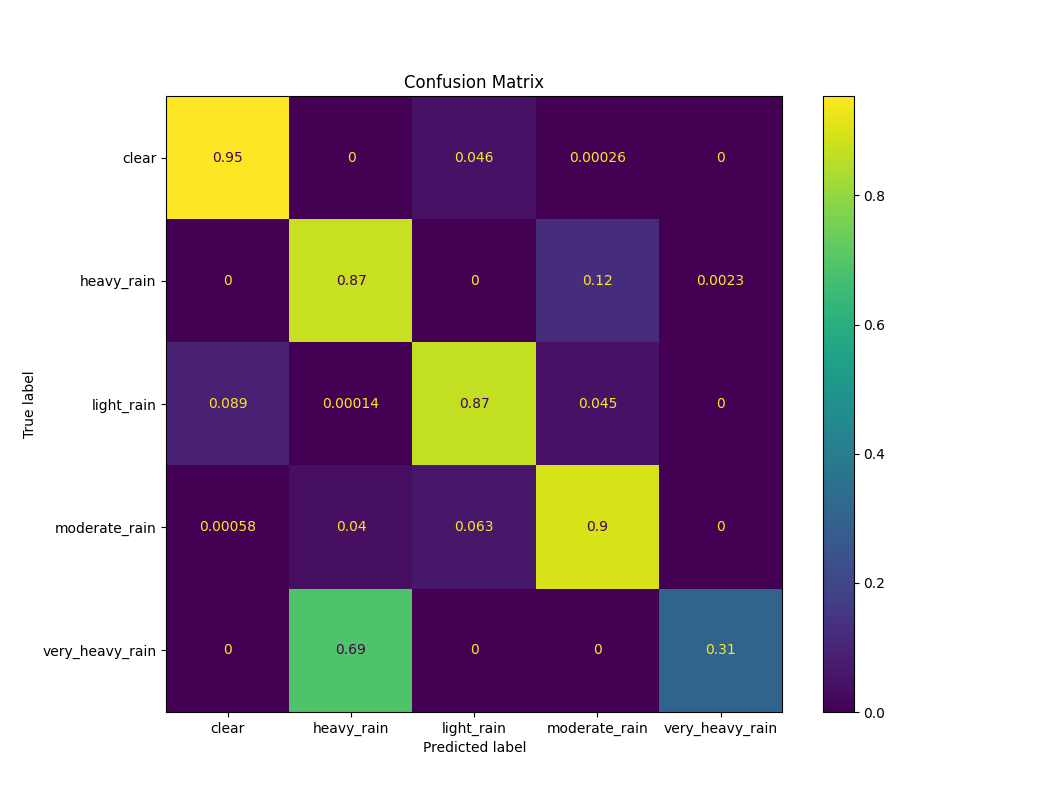 Confusion Matrix
True label
clear 0.95 0 0.046 0.00026 0
heavy_rain 0 0.87 0 0.12 0.0023
light_rain 0.089 0.00014 0.87 0.045 0
moderate_rain 0.00058 0.04 0.063 0.9 0
very_heavy_rain 0 0.69 0 0 0.31
clear heavy_rain light_rain moderate_rain very_heavy_rain
Predicted label
0.8
0.6
0.4
0.2
0.0